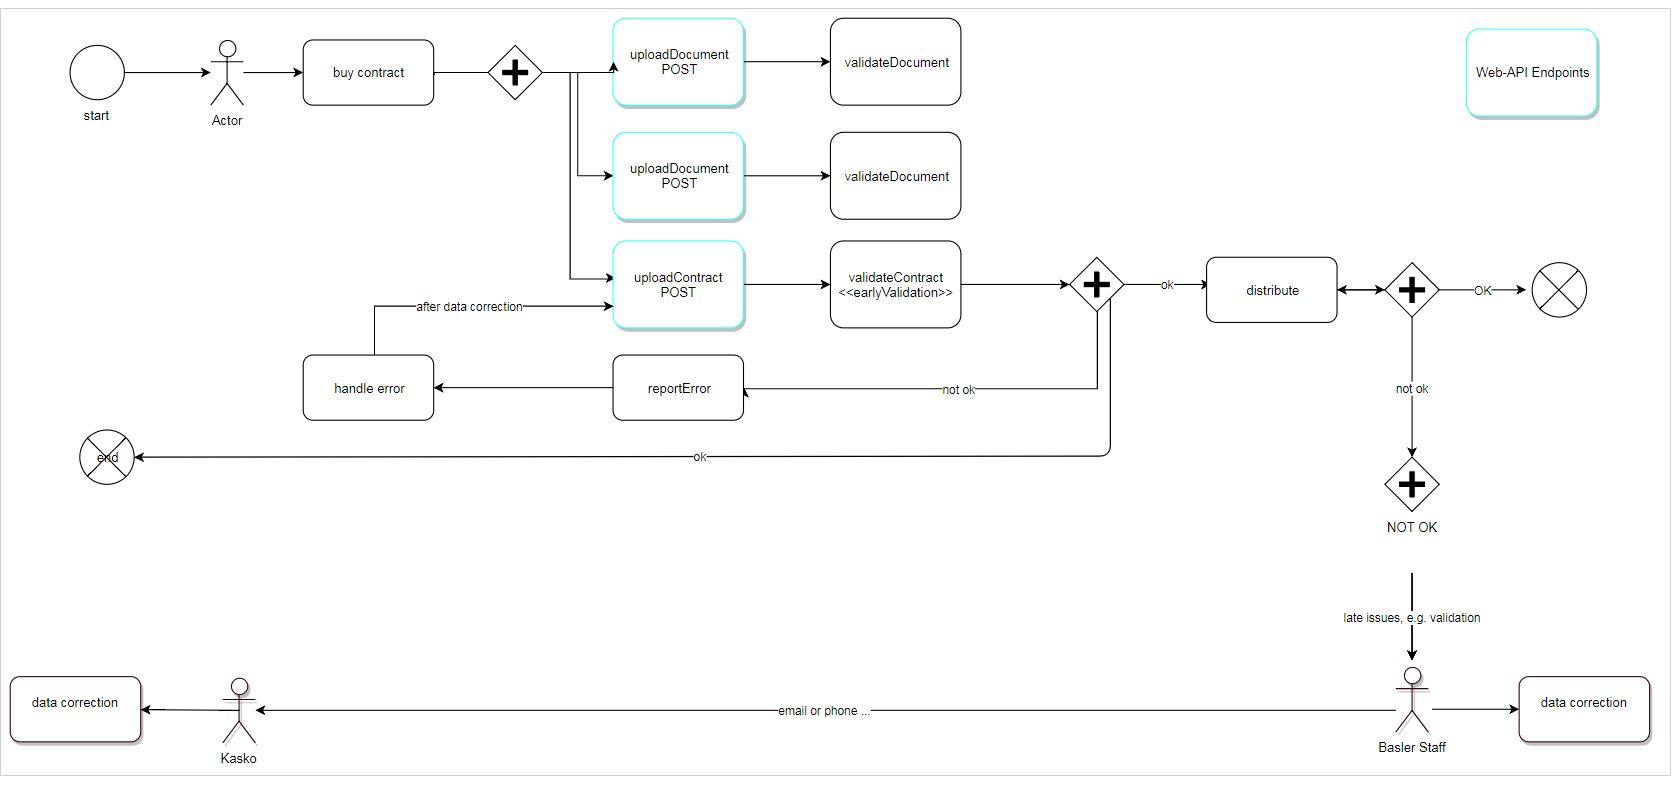 start
Actor
buy contract
uploadDocument
POST
validateDocument
Web-API Endpoints
uploadDocument
POST
validateDocument
uploadContract
POST
validateContract
<<earlyValidation>>
ok
distribute
OK
after data correction
handle error
reportError
not ok
not ok
end
ok
NOT OK
late issues, e.g. validation
data correction
Kasko
email or phone ...
Basler Staff
data correction